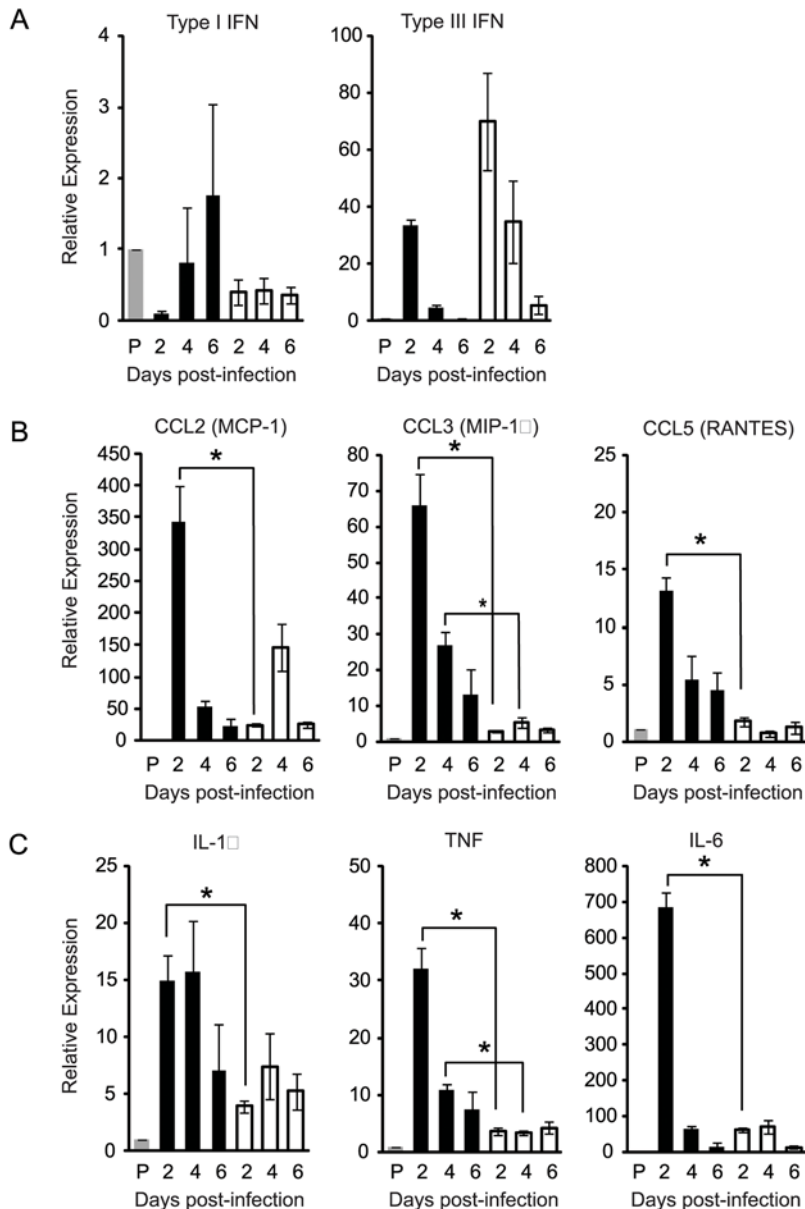 A
Type I IFN
Type III IFN
Relative Expression
4
3
2
1
0
100
80
60
40
20
0
P 2 4 6 2 4 6
P 2 4 6 2 4 6
Days post-infection
Days post-infection
B
CCL2 (MCP-1)
CCL3 (MIP-1□)
CCL5 (RANTES)
Relative Expression
450
400
350
300
250
200
150
100
50
0
80
70
60
50
40
30
20
10
0
25
20
15
10
5
0
*
*
*
*
P 2 4 6 2 4 6
P 2 4 6 2 4 6
P 2 4 6 2 4 6
Days post-infection
Days post-infection
Days post-infection
C
IL-1□
TNF
IL-6
Relative Expression
25
20
15
10
5
0
50
40
30
20
10
0
800
700
600
500
400
300
200
100
0
*
*
*
*
P 2 4 6 2 4 6
P 2 4 6 2 4 6
P 2 4 6 2 4 6
Days post-infection
Days post-infection
Days post-infection